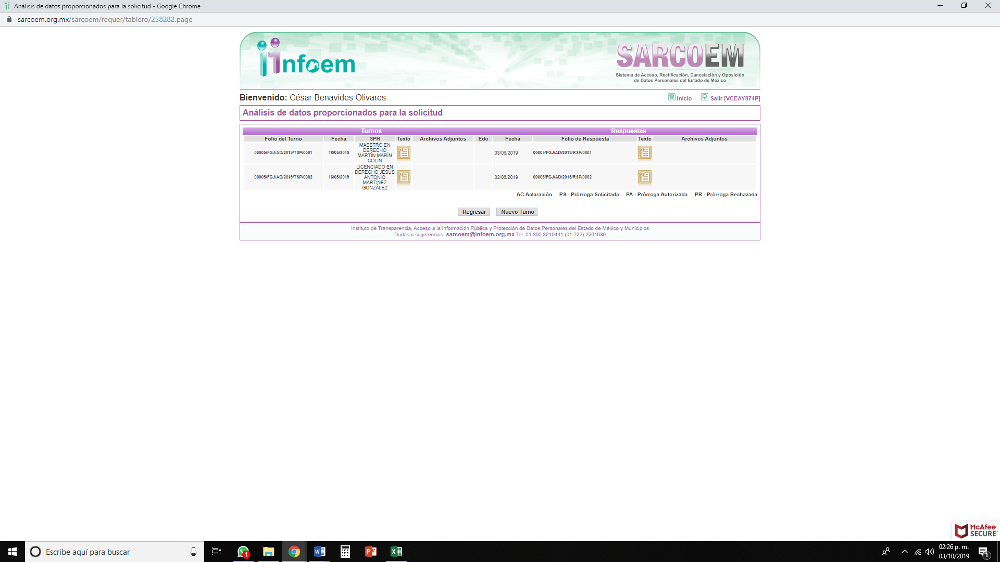 Análisis de datos proporcionados para la solicitud - Google Chrome
sarcoem.org.mx/sarcoem/requer/tablero/258282.page
infoem
SARCOEM
Sistema de Acceso, Rectificación, Cancelación y Oposición
de Datos Personales del Estado de México
Bienvenido: César Benavides Olivares
Inicio Salir [VCEAY874P]
Análisis de datos proporcionados para la solicitud
Turnos Respuestas
Folio del Turno Fecha SPH Texto Archivos Adjuntos Edo Fecha Folio de Respuesta Texto Archivos Adjuntos
MAESTRO EN
DERECHO
MARTÍN MARÍN
COLÍN
00005/FGJ/AD/2019/TSP/0001 16/05/2019 03/06/2019 00005/FGJ/AD/2019/RSP/0001
LICENCIADO EN
DERECHO JESÚS
ANTONIO
MARTÍNEZ
GONZÁLEZ
00005/FGJ/AD/2019/TSP/0002 16/05/2019 03/06/2019 00005/FGJ/AD/2019/RSP/0002
AC Aclaración PS - Prórroga Solicitada PA - Prórroga Autorizada PR - Prórroga Rechazada
Regresar Nuevo Turno
Instituto de Transparencia, Acceso a la Información Pública y Protección de Datos Personales del Estado de México y Municipios
Dudas o sugerencias: sarcoem@infoem.org.mx Tel. 01 800 8210441 (01 722) 2261680
McAfee
SECURE
Escribe aquí para buscar
1
02:26 p. m.
03/10/2019
1